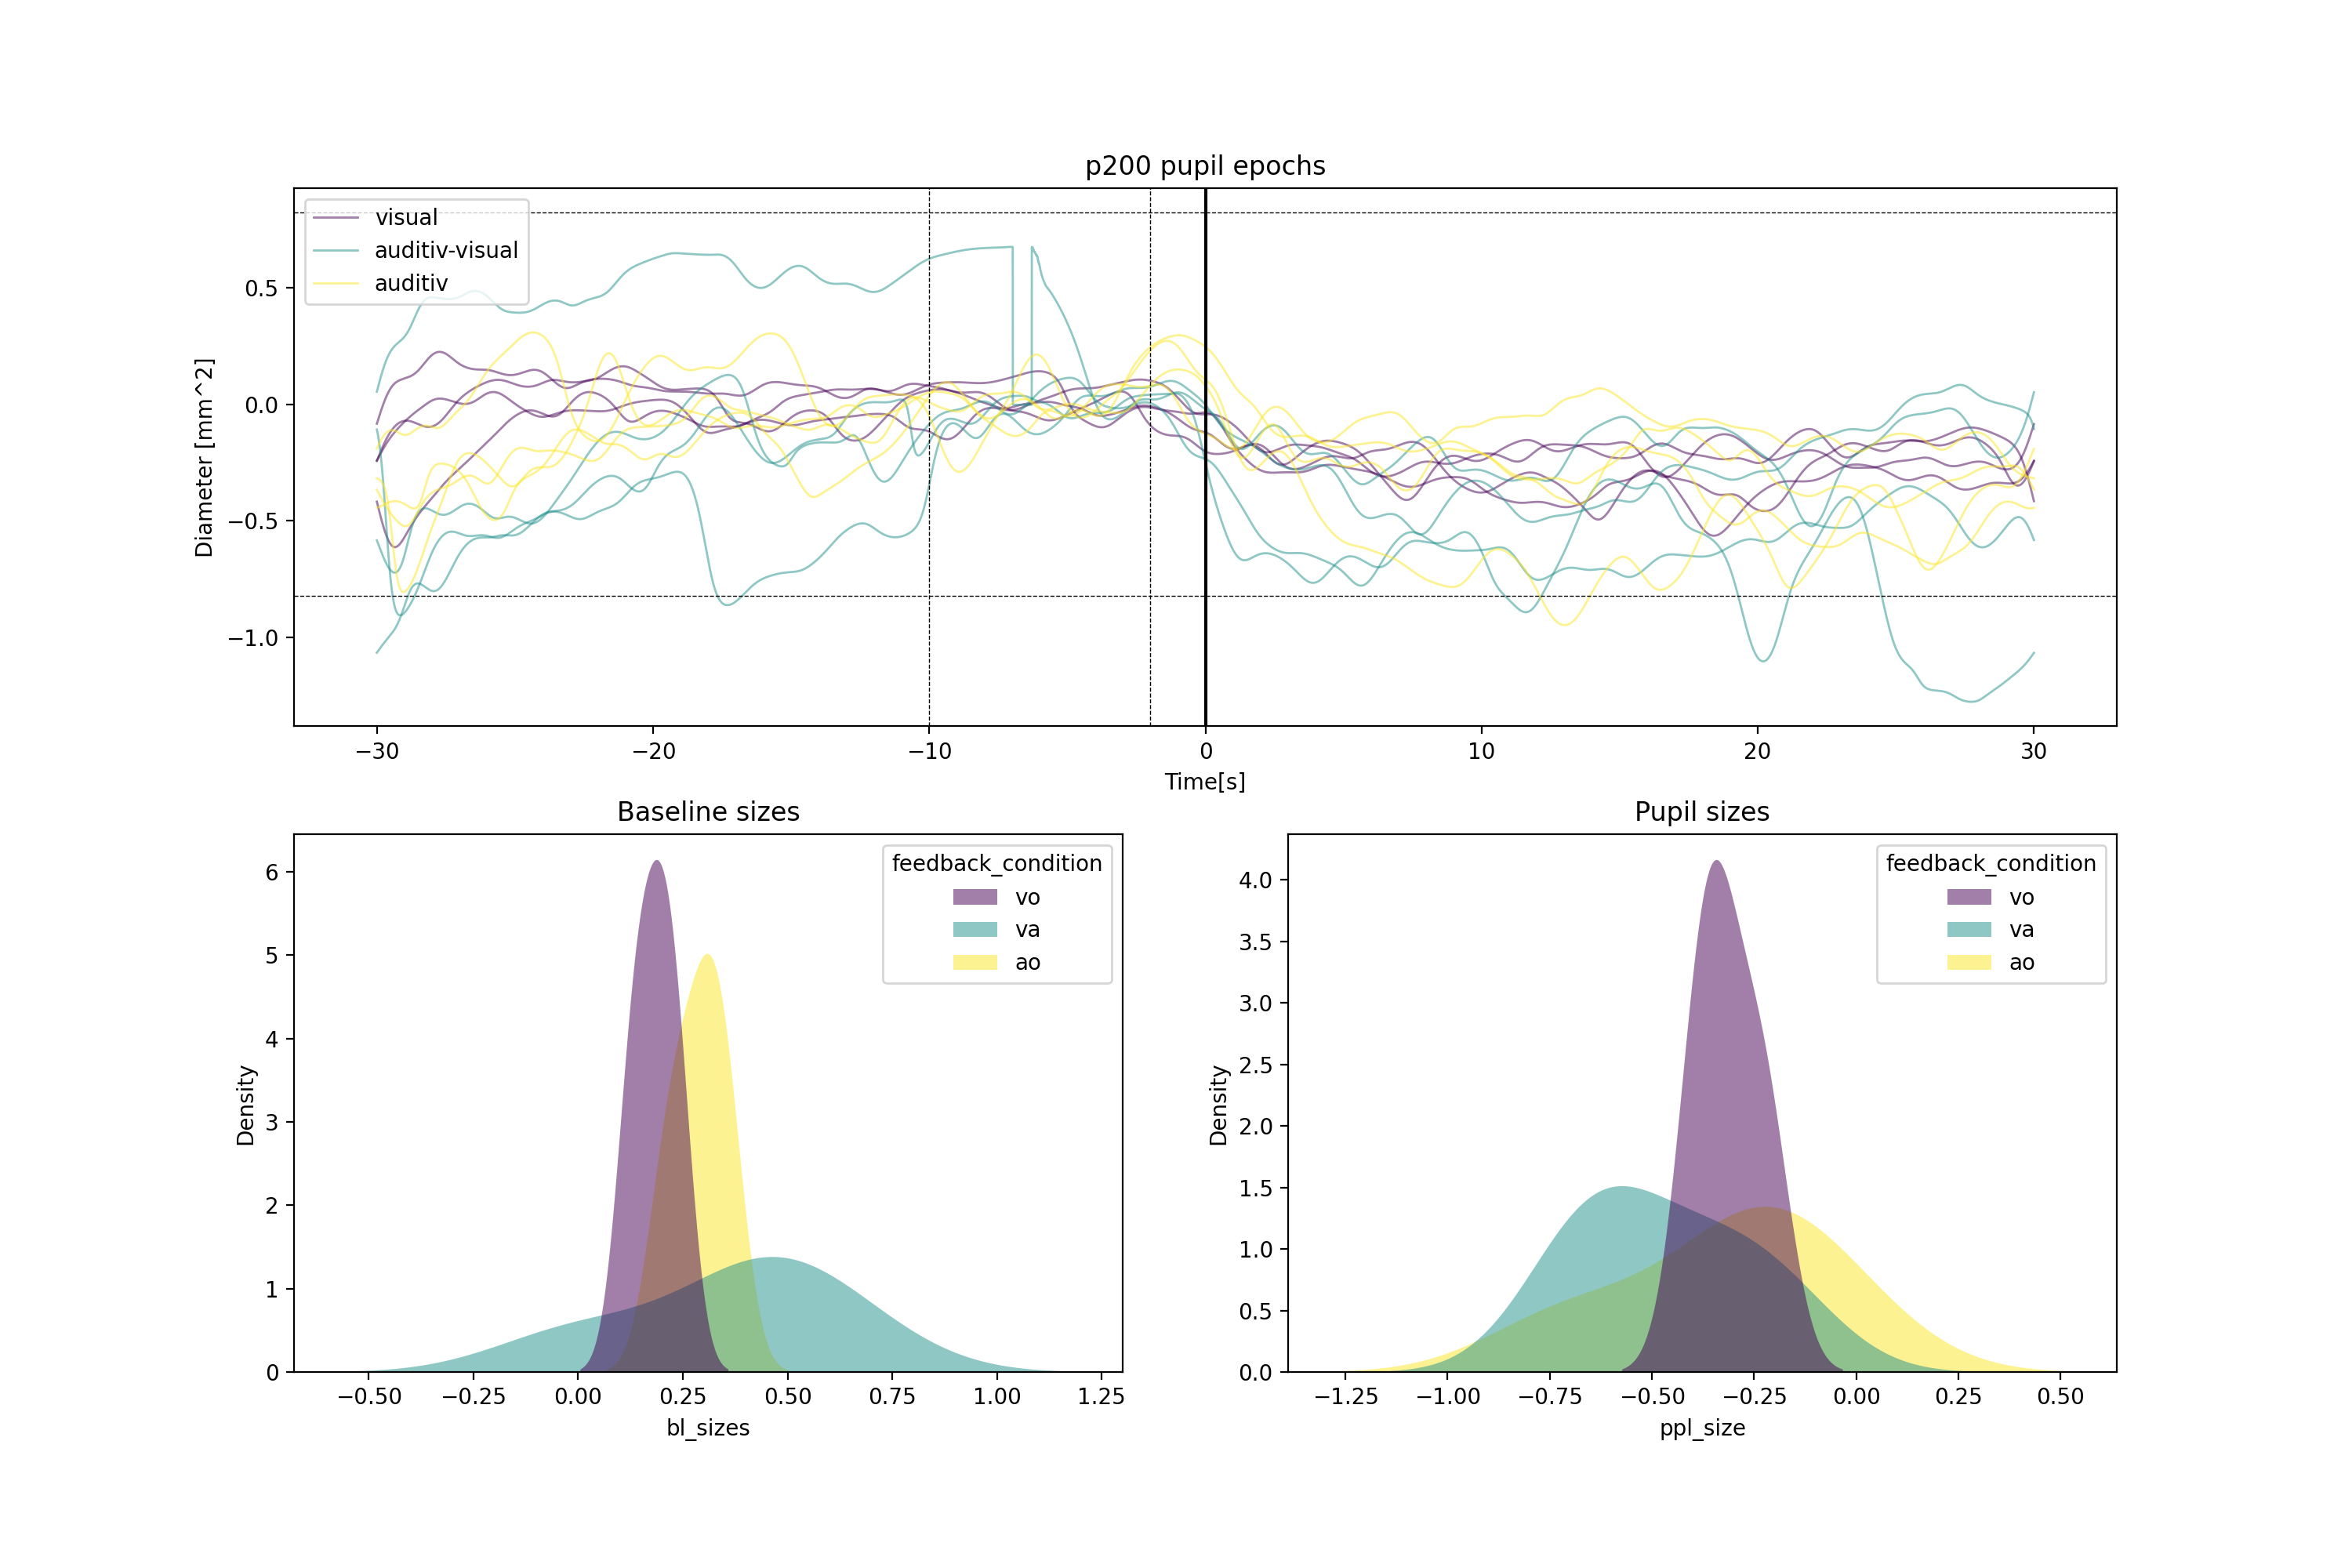 p200 pupil epochs
visual
auditiv-visual
auditiv
Diameter [mm^2]
0.5
0.0
−0.5
−1.0
−30 −20 −10 0 10 20 30
Time[s]
Baseline sizes
feedback_condition
vo
va
ao
Density
6
5
4
3
2
1
0
−0.50 −0.25 0.00 0.25 0.50 0.75 1.00 1.25
bl_sizes
Pupil sizes
feedback_condition
vo
va
ao
Density
4.0
3.5
3.0
2.5
2.0
1.5
1.0
0.5
0.0
−1.25 −1.00 −0.75 −0.50 −0.25 0.00 0.25 0.50
ppl_size